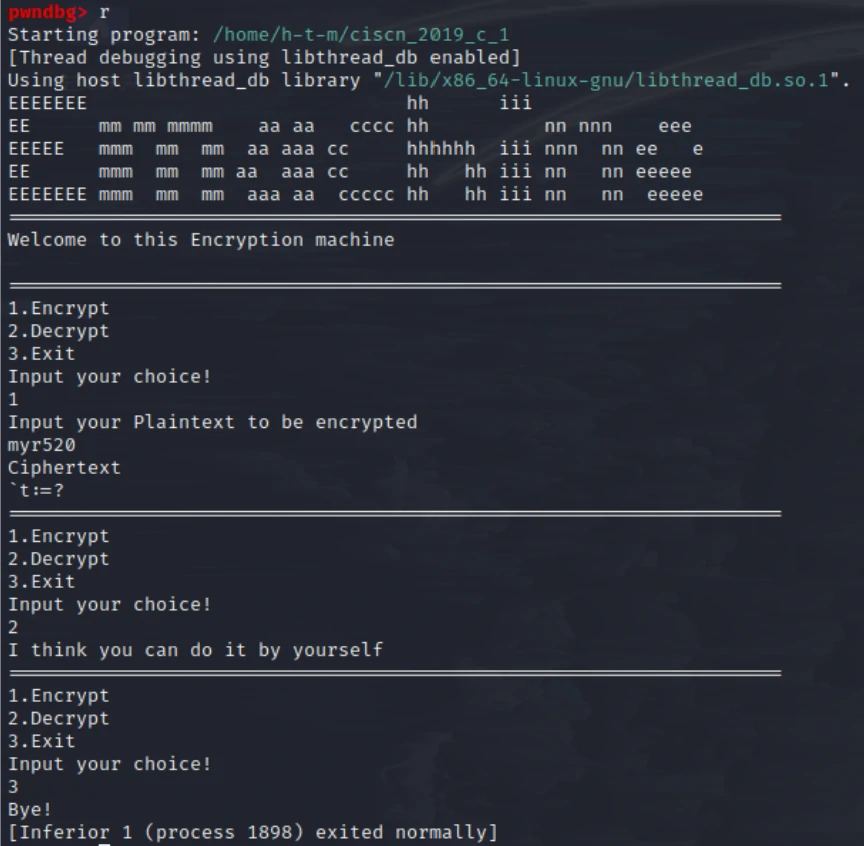 pwndbg> r
Starting program: /home/h-t-m/ciscn_2019_c_1
[Thread debugging using libthread_db enabled]
Using host libthread_db library "/lib/x86_64-linux-gnu/libthread_db.so.1".
EEEEEEE                            hh      iii
EE      mm mm mmmm    aa aa   cccc hh          nn nnn    eee
EEEEE   mmm  mm  mm  aa aaa cc     hhhhhh  iii nnn  nn ee   e
EE      mmm  mm  mm aa  aaa cc     hh   hh iii nn   nn eeeee
EEEEEEE mmm  mm  mm  aaa aa  ccccc hh   hh iii nn   nn  eeeee
====================================================================
Welcome to this Encryption machine
====================================================================
1.Encrypt
2.Decrypt
3.Exit
Input your choice!
1
Input your Plaintext to be encrypted
myr520
Ciphertext
`t:=?
====================================================================
1.Encrypt
2.Decrypt
3.Exit
Input your choice!
2
I think you can do it by yourself
====================================================================
1.Encrypt
2.Decrypt
3.Exit
Input your choice!
3
Bye!
[Inferior 1 (process 1898) exited normally]